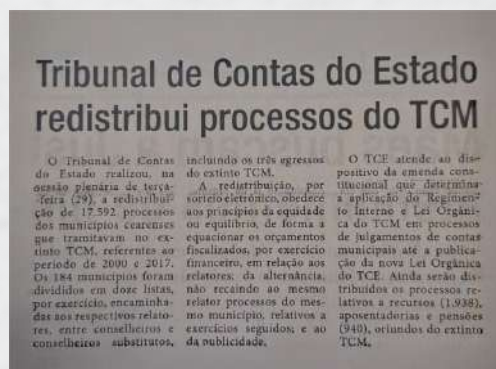 Tribunal de Contas do Estado
redistribui processos do TCM
O Tribunal de Contas
do Estado realizou, na
sessão plenária de terça-
-feira (29), a redistribui-
ção de 17.592 processos
dos municípios cearenses
que tramitavam no ex-
tinto TCM, referentes ao
período de 2000 e 2017.
Os 184 municípios foram
divididos em doze listas,
por exercício, encaminha-
das aos respectivos relato-
res, entre conselheiros e
conselheiros substitutos,
incluindo os três egressos
do extinto TCM.
A redistribuição, por
sorteio eletrônico, obedece
aos princípios da equidade
ou equilíbrio, de forma a
equacionar os orçamentos
fiscalizados, por exercício
financeiro, em relação aos
relatores; da alternância,
não recaindo ao mesmo
relator processos do mes-
mo município, relativos a
exercícios seguidos; e ao
da publicidade.
O TCE atende ao dis-
positivo da emenda cons-
titucional que determina
a aplicação do Regimen-
to Interno e Lei Orgâni-
ca do TCM em processos
de julgamentos de contas
municipais até a publica-
ção da nova Lei Orgânica
do TCE. Ainda serão dis-
tribuídos os processos re-
lativos a recursos (1.938),
aposentadorias e pensões
(940), oriundos do extinto
TCM.